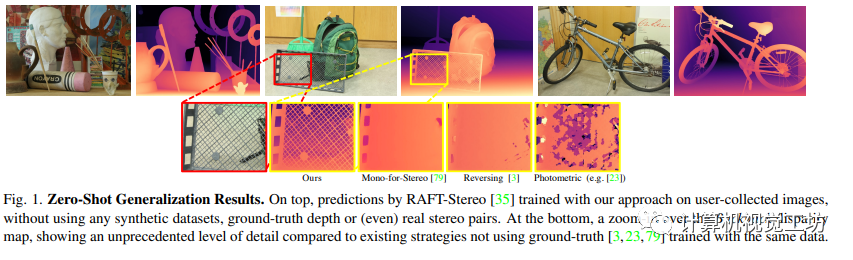 CRAYON
Ours
Mono-for-Stereo [79]
Reversing [3]
Photometric (e.g. [23])
Fig. 1. Zero-Shot Generalization Results. On top, predictions by RAFT-Stereo [35] trained with our approach on user-collected images,
without using any synthetic datasets, ground-truth depth or (even) real stereo pairs. At the bottom, a zoom over the disparity
map, showing an unprecedented level of detail compared to existing strategies not using ground-truth [3,23,79] trained with the same data.
计算机视觉工坊